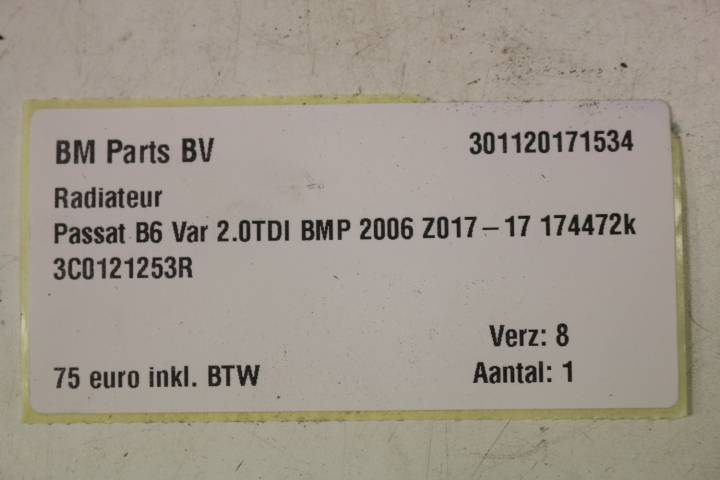 BM Parts BV 301120171534
Radiateur
Passat B6 Var 2.0TDI BMP 2006 Z017-17 174472k
3C0121253R
Verz: 8
75 euro inkl. BTW Aantal: 1